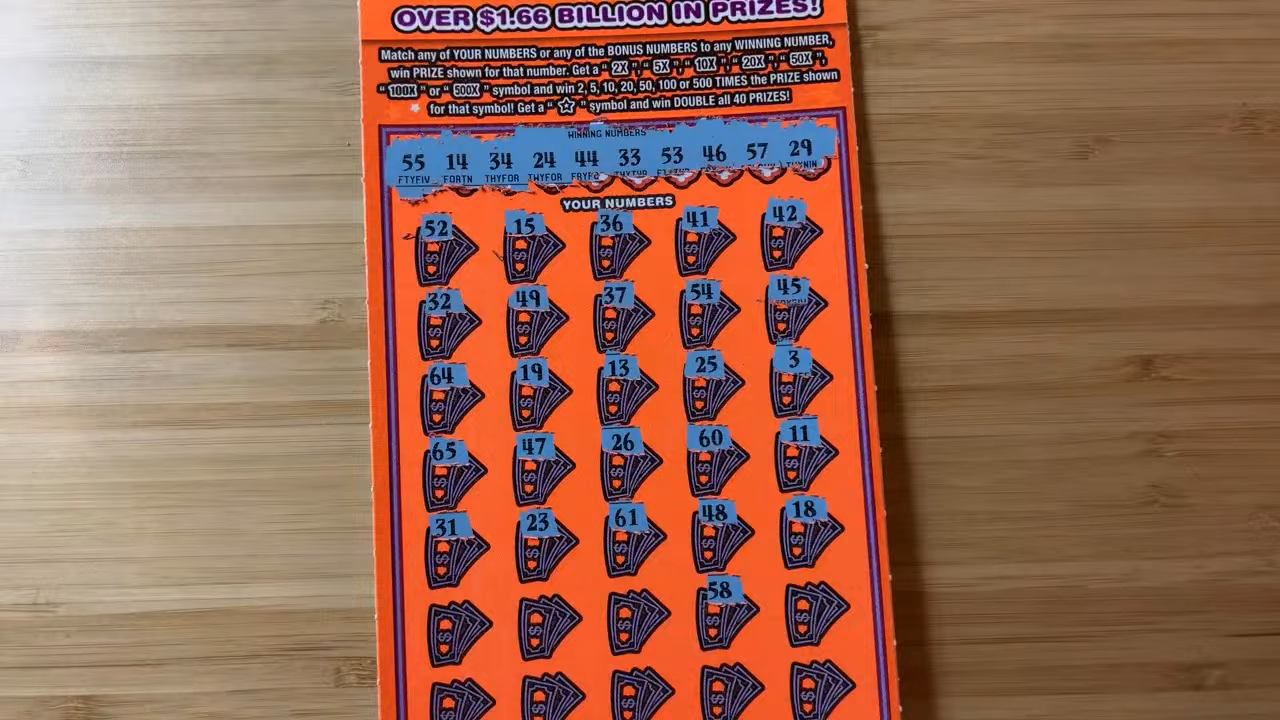 OVER $1.66 BILLION IN PRIZES!
Match any of YOUR NUMBERS or any of the BONUS NUMBERS to any WINNING NUMBER,
win PRIZE shown for that number. Get a "2X", "5X", "10X", "20X", "50X",
"100X" or "500X" symbol and win 2, 5, 10, 20, 50, 100 or 500 TIMES the PRIZE shown
for that symbol! Get a "☆" symbol and win DOUBLE all 40 PRIZES!
WINNING NUMBERS
55 14 34 24 44 33 53 46 57 29
FTYFIV FORTN THYFOR TWYFOR
YOUR NUMBERS
52 15 36 41 42
32 49 37 54 45
64 19 13 25 3
65 47 26 60 11
31 23 61 48 18
58